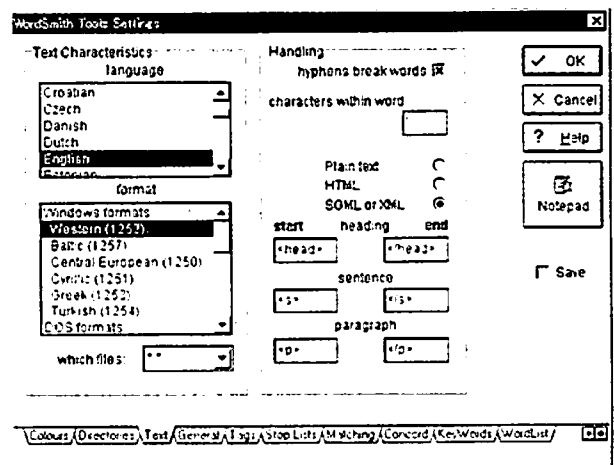 WordSmith Tools Settings
Text Characteristics
language
Croatian
Czech
Danish
Dutch
English
Estonian
format
Windows formats
Western (1252)
Baltic (1257)
Central European (1250)
Cyrillic (1251)
Greek (1253)
Turkish (1254)
DOS formats
which files: *.*
Handling
hyphens break words
characters within word
Plain text
HTML
SGML or XML
start heading end
<head> </head>
sentence
<s> </s>
paragraph
<p> </p>
OK
Cancel
? Help
Notepad
Save
Colours Directories Text General Tags Stop Lists Matching Concord KeyWords WordList